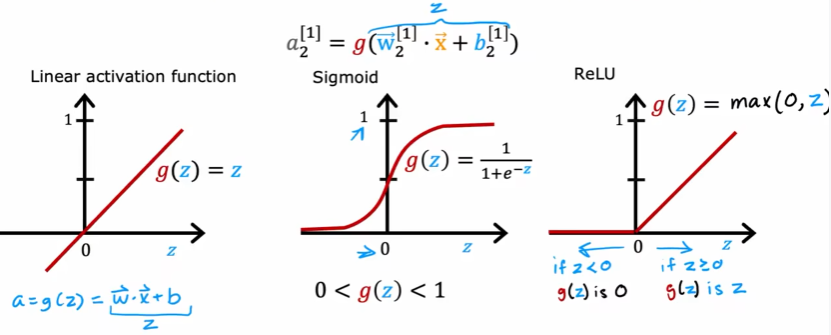 z
a₂^[1] = g(w⃗₂^[1] · x⃗ + b₂^[1])
Linear activation function
1
g(z) = z
0
z
a = g(z) = w⃗·x⃗ + b
z
Sigmoid
1
g(z) = 1/(1+e^-z)
0
z
0 < g(z) < 1
ReLU
g(z) = max(0, z)
1
0
z
if z<0
g(z) is 0
if z≥0
g(z) is z